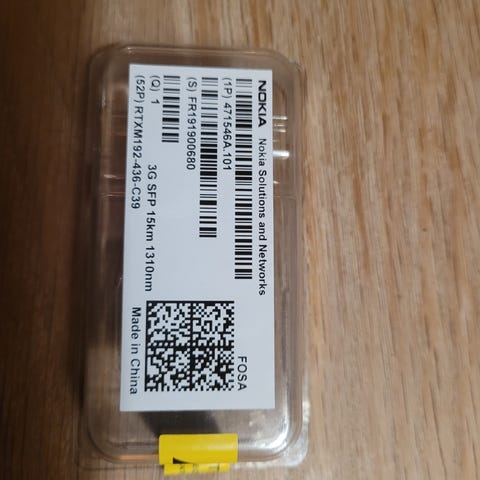 NOKIA Nokia Solutions and Networks
(1P) 471546A.101
FOSA
(S) FR191900680
(Q) 1
3G SFP 15km 1310nm
(52P) RTXM192-436-C39
Made in China